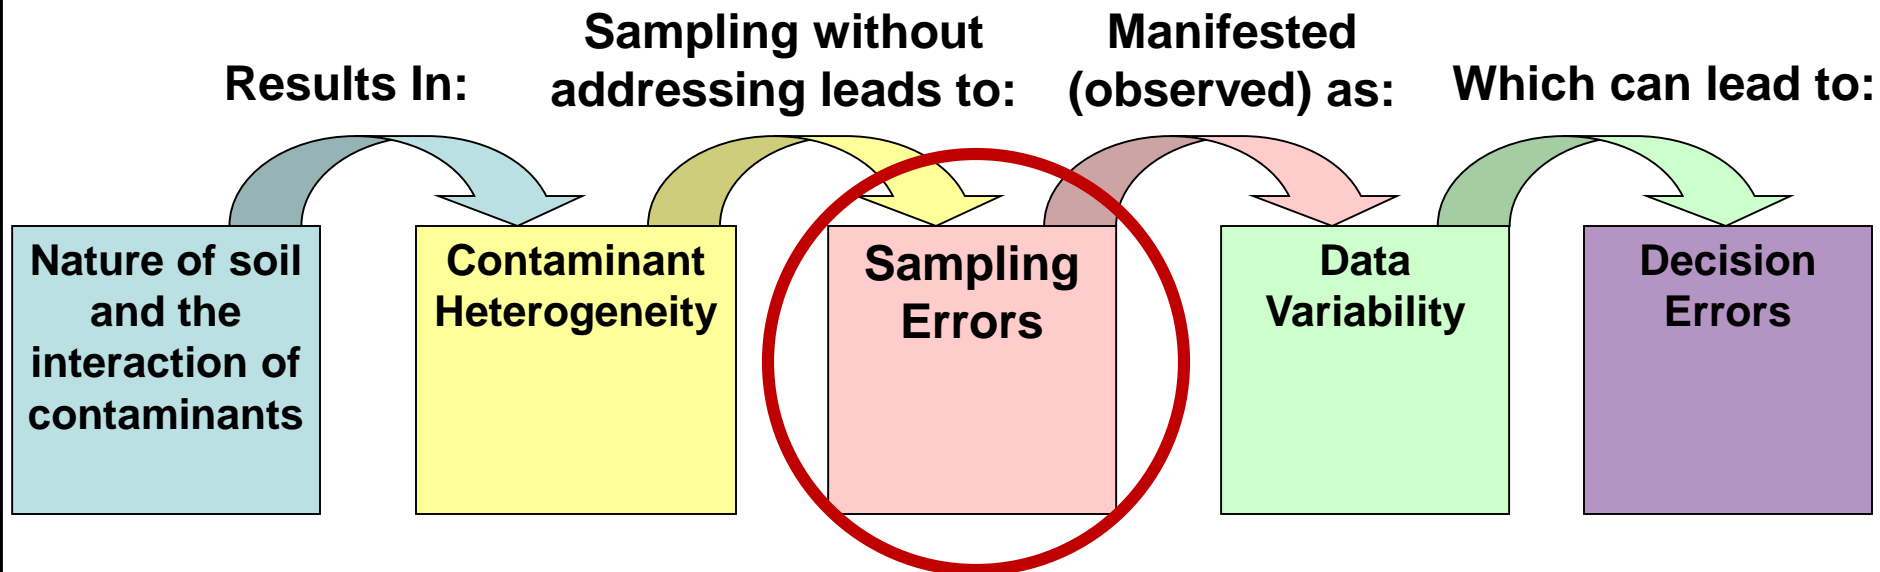 Results In:
Sampling without
addressing leads to:
Manifested
(observed) as:
Which can lead to:
Nature of soil
and the
interaction of
contaminants
Contaminant
Heterogeneity
Sampling
Errors
Data
Variability
Decision
Errors